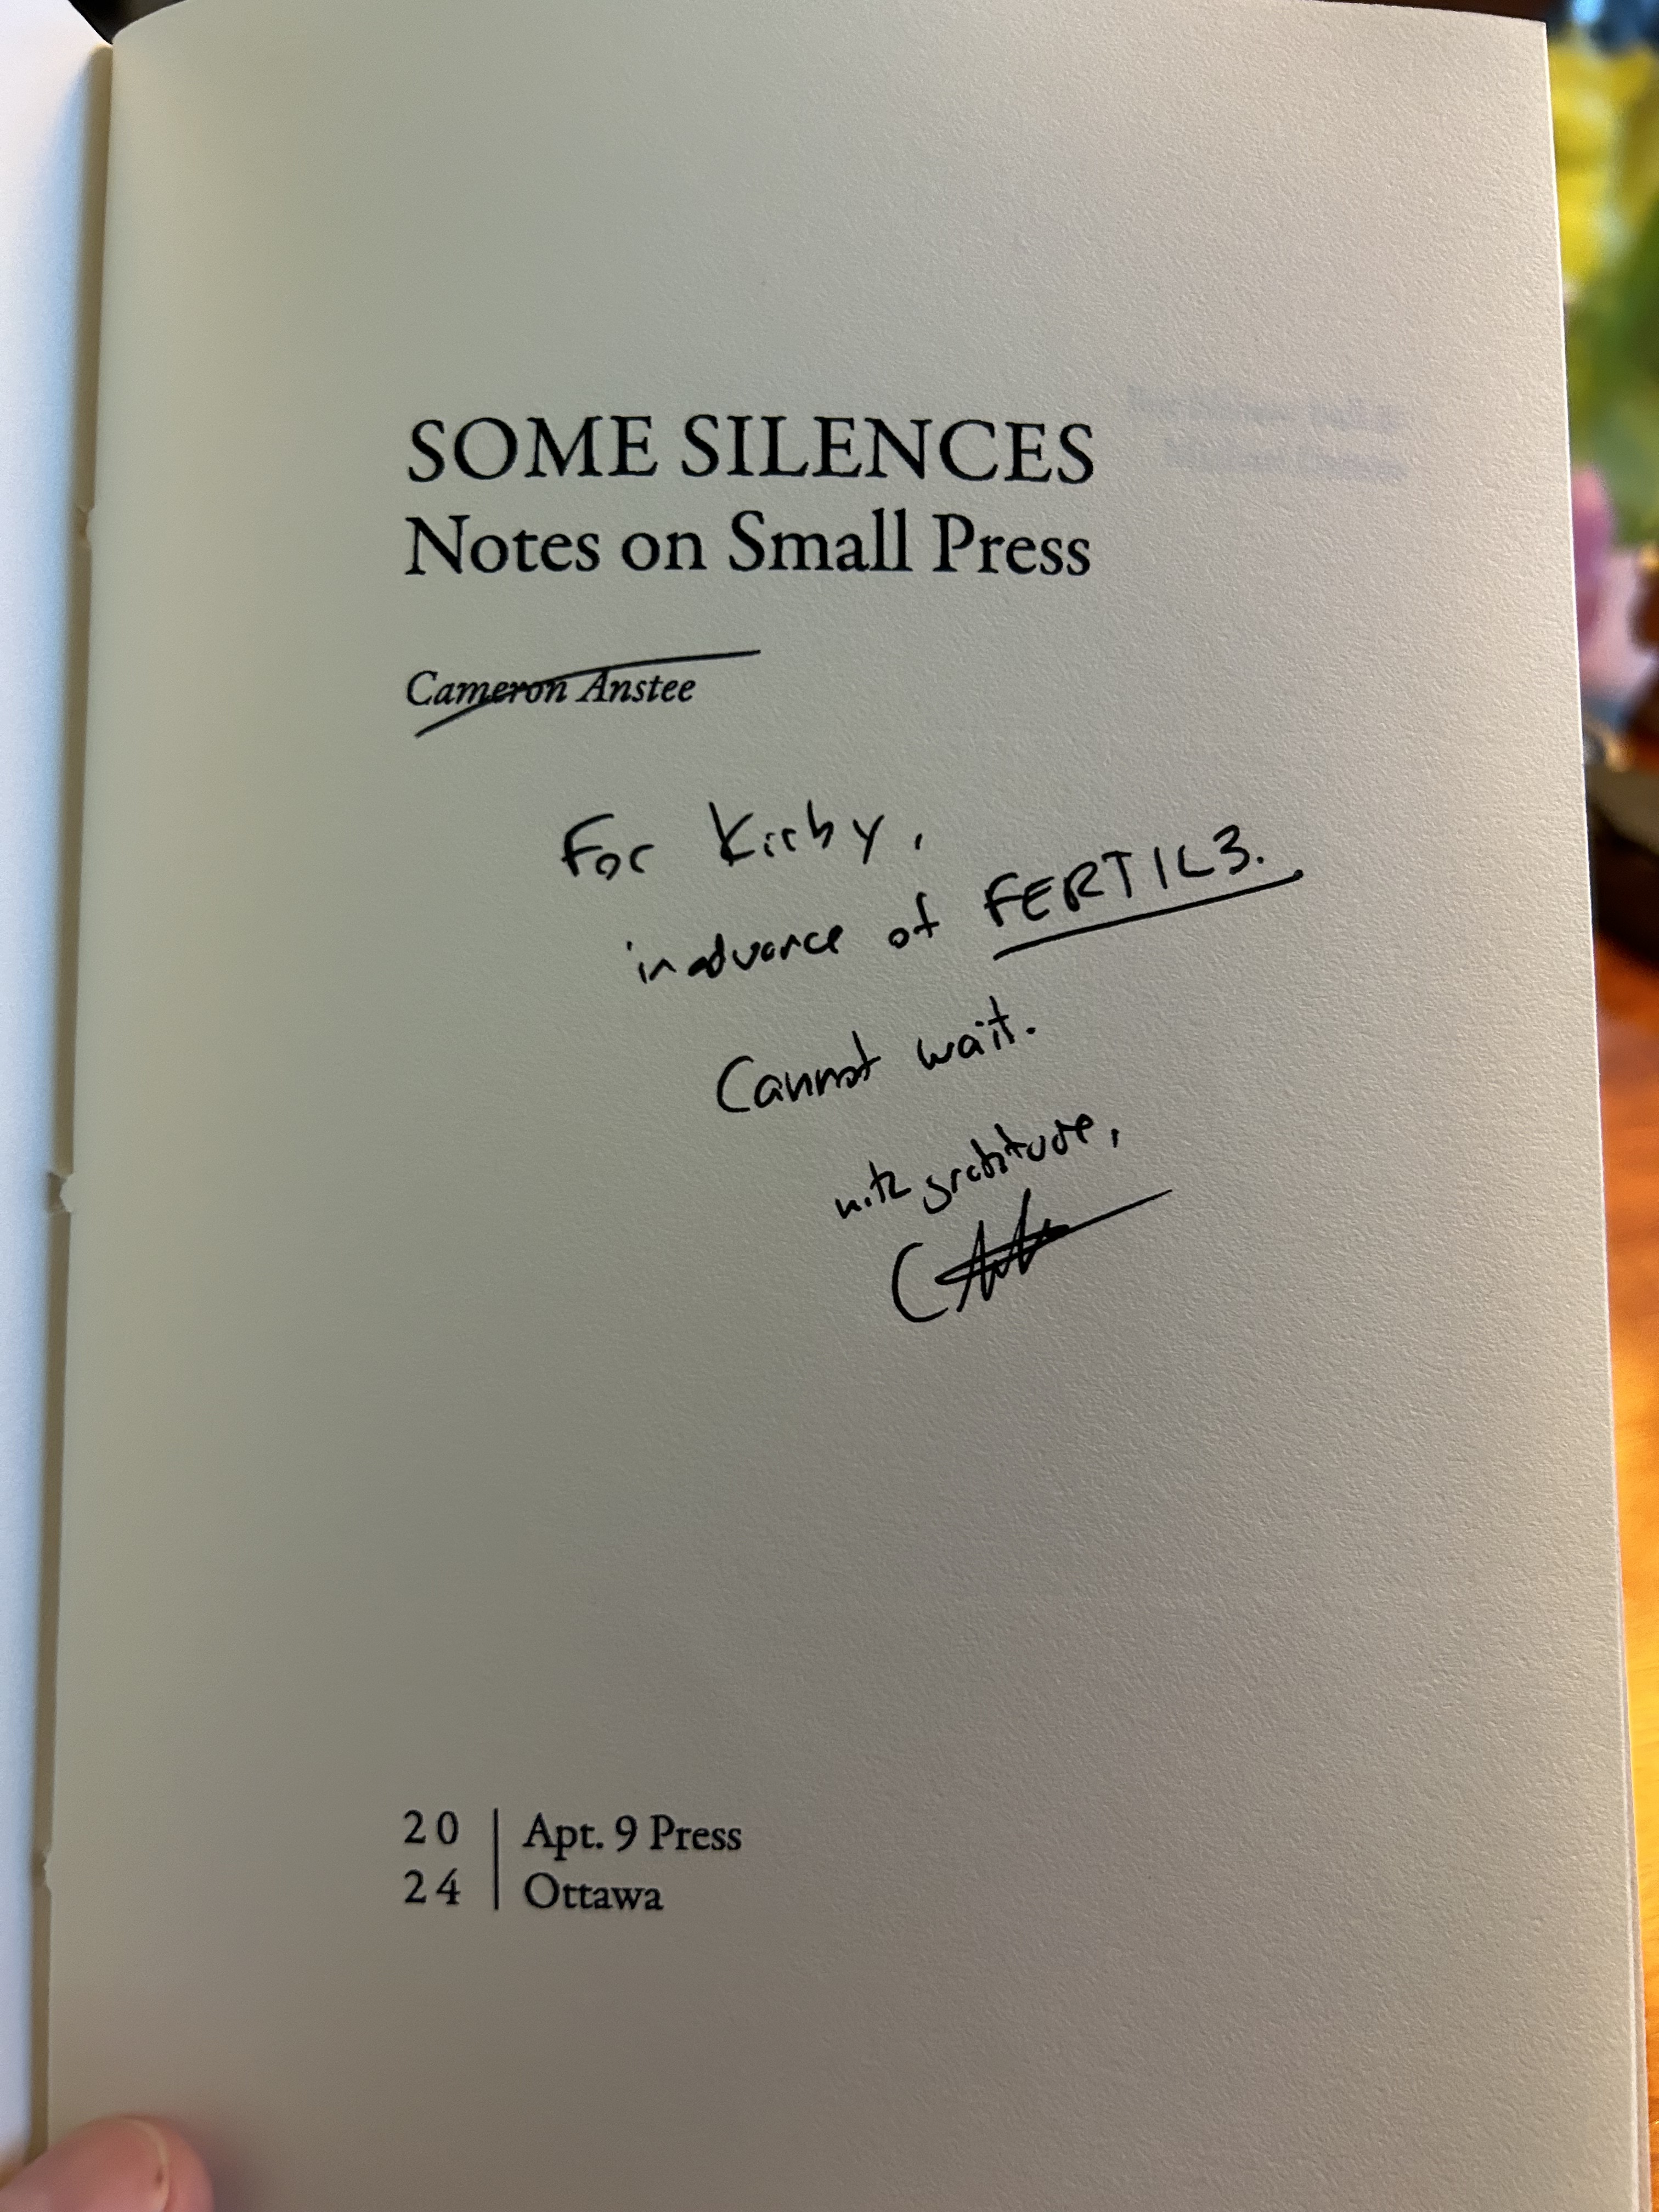 SOME SILENCES
Notes on Small Press
Cameron Anstee
For Kirby,
in advance of FERTIL3.
Cannot wait.
with gratitude,
20 | Apt. 9 Press
24 | Ottawa